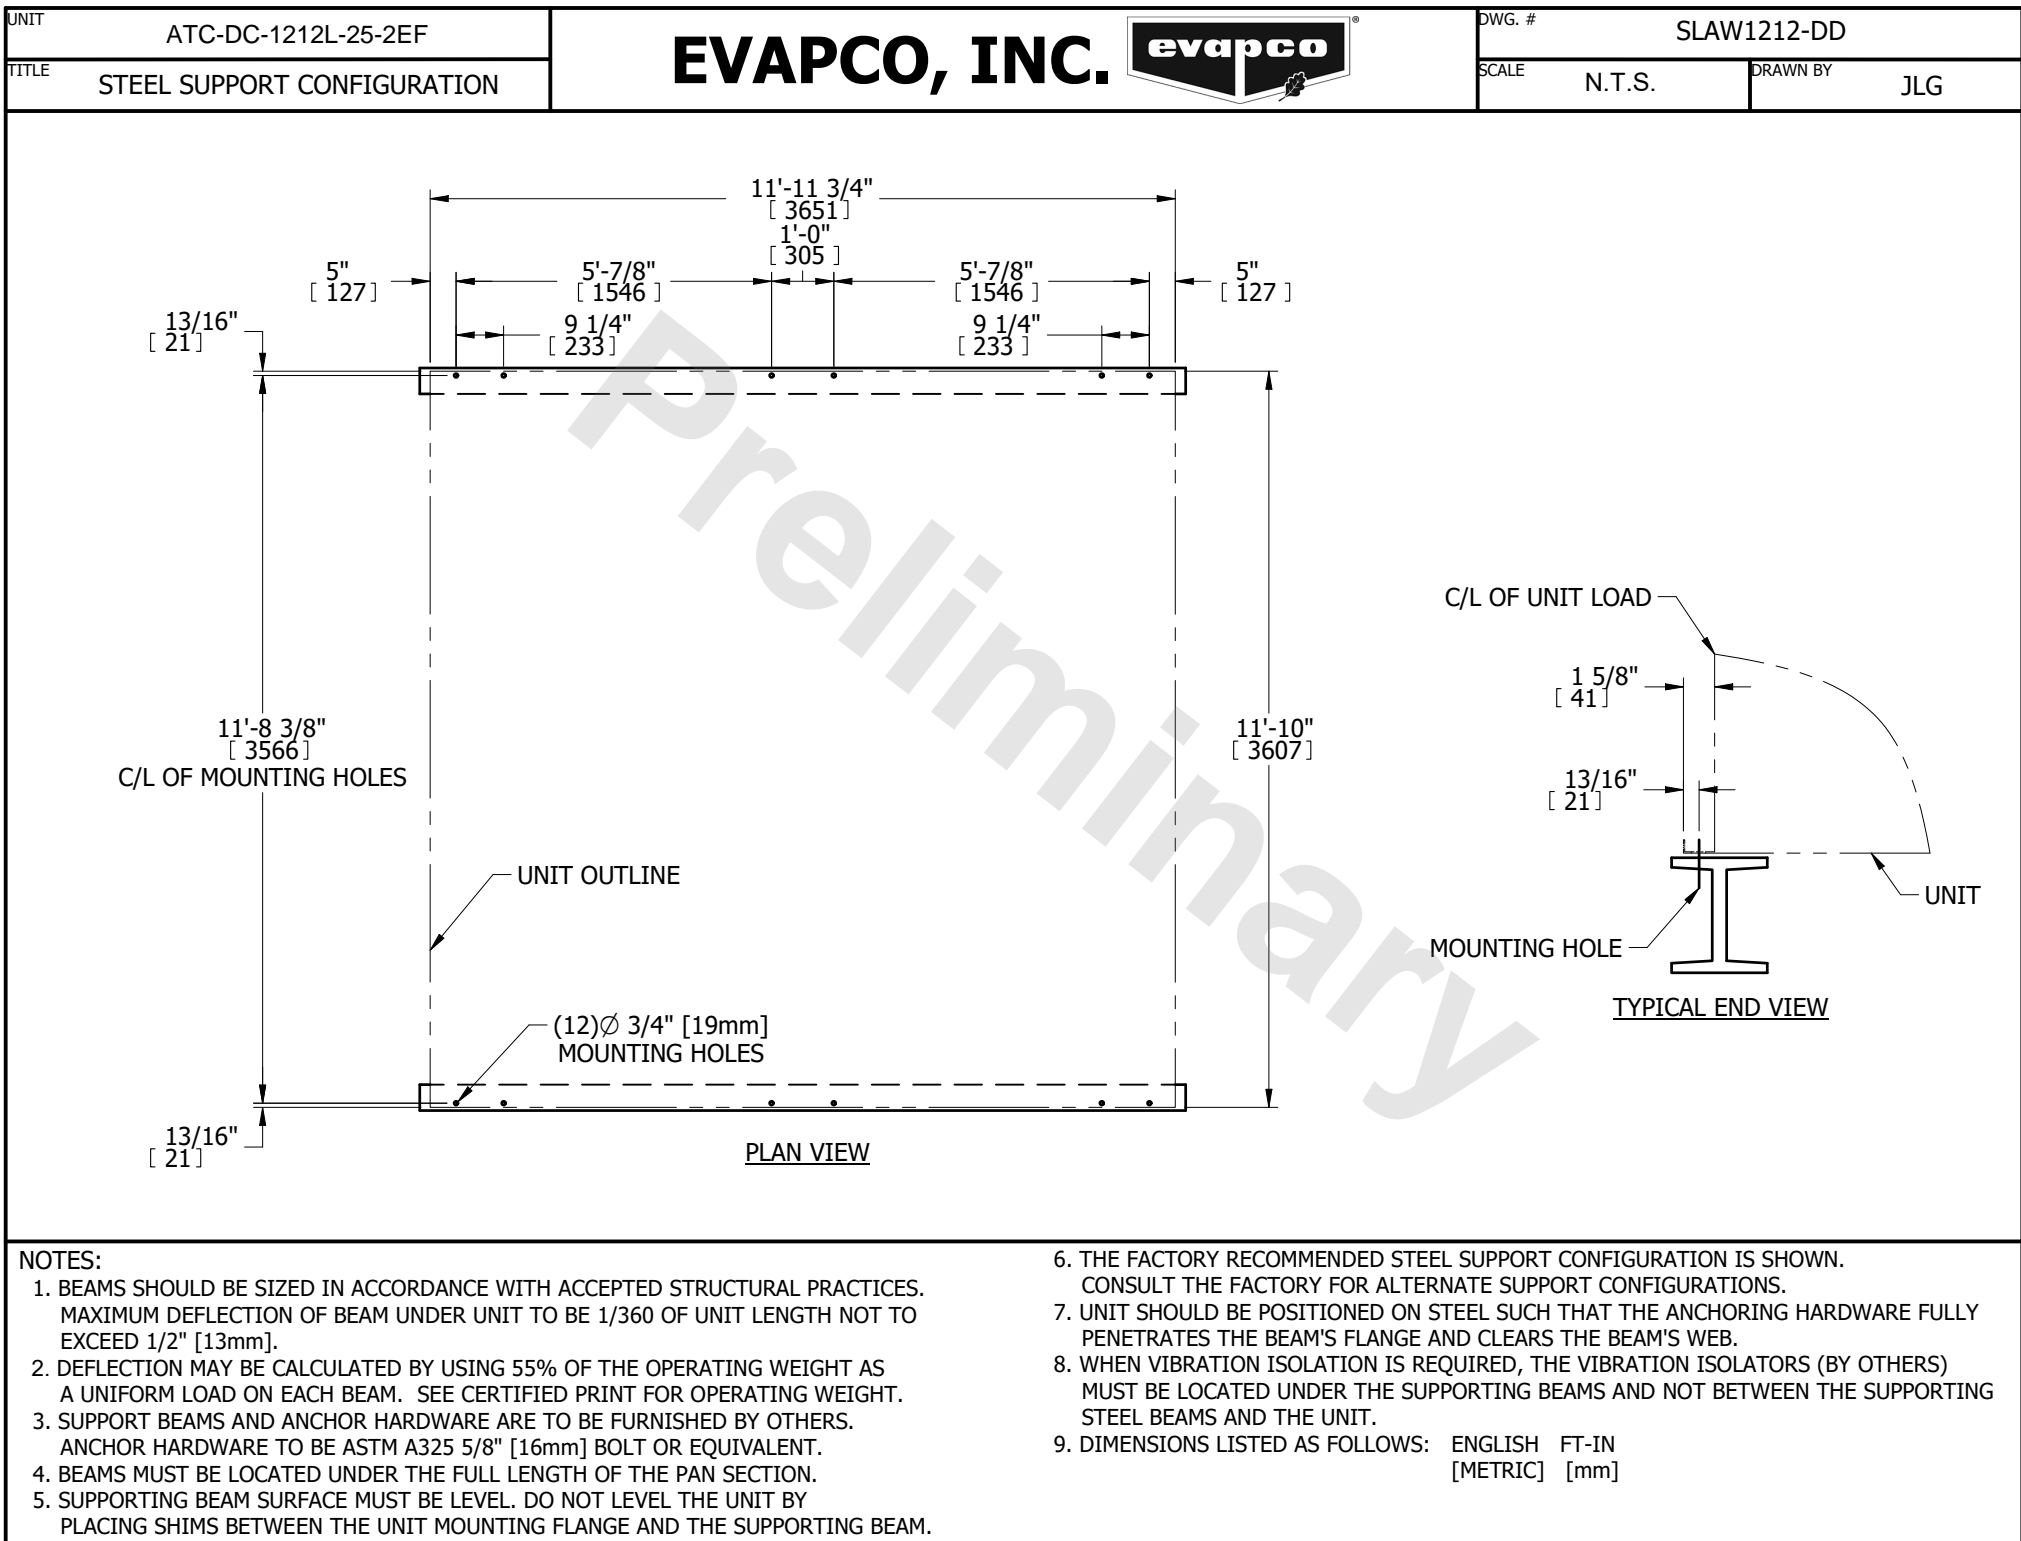 UNIT
ATC-DC-1212L-25-2EF
TITLE
STEEL SUPPORT CONFIGURATION
EVAPCO, INC.
evapco
®
DWG. #
SLAW1212-DD
SCALE
N.T.S.
DRAWN BY
JLG
11'-11 3/4"
[ 3651]
1'-0"
[ 305 ]
5"
[ 127]
5'-7/8"
[ 1546 ]
5'-7/8"
[ 1546 ]
5"
[ 127 ]
13/16"
[ 21]
9 1/4"
[ 233]
9 1/4"
[ 233 ]
Preliminary
11'-8 3/8"
[ 3566]
C/L OF MOUNTING HOLES
11'-10"
[ 3607]
UNIT OUTLINE
(12)∅ 3/4" [19mm]
MOUNTING HOLES
13/16"
[ 21]
PLAN VIEW
C/L OF UNIT LOAD
1 5/8"
[ 41]
13/16"
[ 21]
UNIT
MOUNTING HOLE
TYPICAL END VIEW
NOTES:
1. BEAMS SHOULD BE SIZED IN ACCORDANCE WITH ACCEPTED STRUCTURAL PRACTICES.
MAXIMUM DEFLECTION OF BEAM UNDER UNIT TO BE 1/360 OF UNIT LENGTH NOT TO
EXCEED 1/2" [13mm].
2. DEFLECTION MAY BE CALCULATED BY USING 55% OF THE OPERATING WEIGHT AS
A UNIFORM LOAD ON EACH BEAM. SEE CERTIFIED PRINT FOR OPERATING WEIGHT.
3. SUPPORT BEAMS AND ANCHOR HARDWARE ARE TO BE FURNISHED BY OTHERS.
ANCHOR HARDWARE TO BE ASTM A325 5/8" [16mm] BOLT OR EQUIVALENT.
4. BEAMS MUST BE LOCATED UNDER THE FULL LENGTH OF THE PAN SECTION.
5. SUPPORTING BEAM SURFACE MUST BE LEVEL. DO NOT LEVEL THE UNIT BY
PLACING SHIMS BETWEEN THE UNIT MOUNTING FLANGE AND THE SUPPORTING BEAM.
6. THE FACTORY RECOMMENDED STEEL SUPPORT CONFIGURATION IS SHOWN.
CONSULT THE FACTORY FOR ALTERNATE SUPPORT CONFIGURATIONS.
7. UNIT SHOULD BE POSITIONED ON STEEL SUCH THAT THE ANCHORING HARDWARE FULLY
PENETRATES THE BEAM'S FLANGE AND CLEARS THE BEAM'S WEB.
8. WHEN VIBRATION ISOLATION IS REQUIRED, THE VIBRATION ISOLATORS (BY OTHERS)
MUST BE LOCATED UNDER THE SUPPORTING BEAMS AND NOT BETWEEN THE SUPPORTING
STEEL BEAMS AND THE UNIT.
9. DIMENSIONS LISTED AS FOLLOWS: ENGLISH FT-IN
[METRIC] [mm]